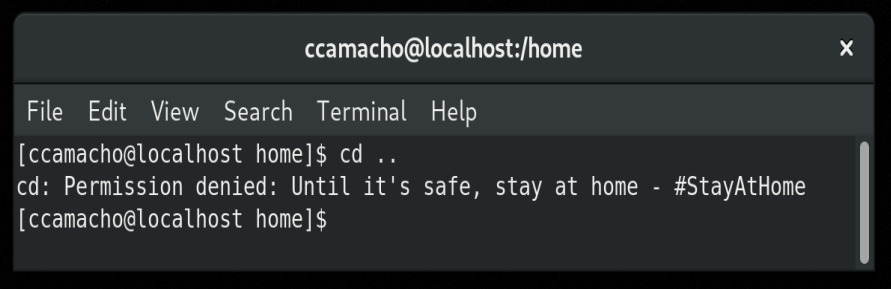 ccamacho@localhost:/home
×
File Edit View Search Terminal Help
[ccamacho@localhost home]$ cd ..
cd: Permission denied: Until it's safe, stay at home - #StayAtHome
[ccamacho@localhost home]$